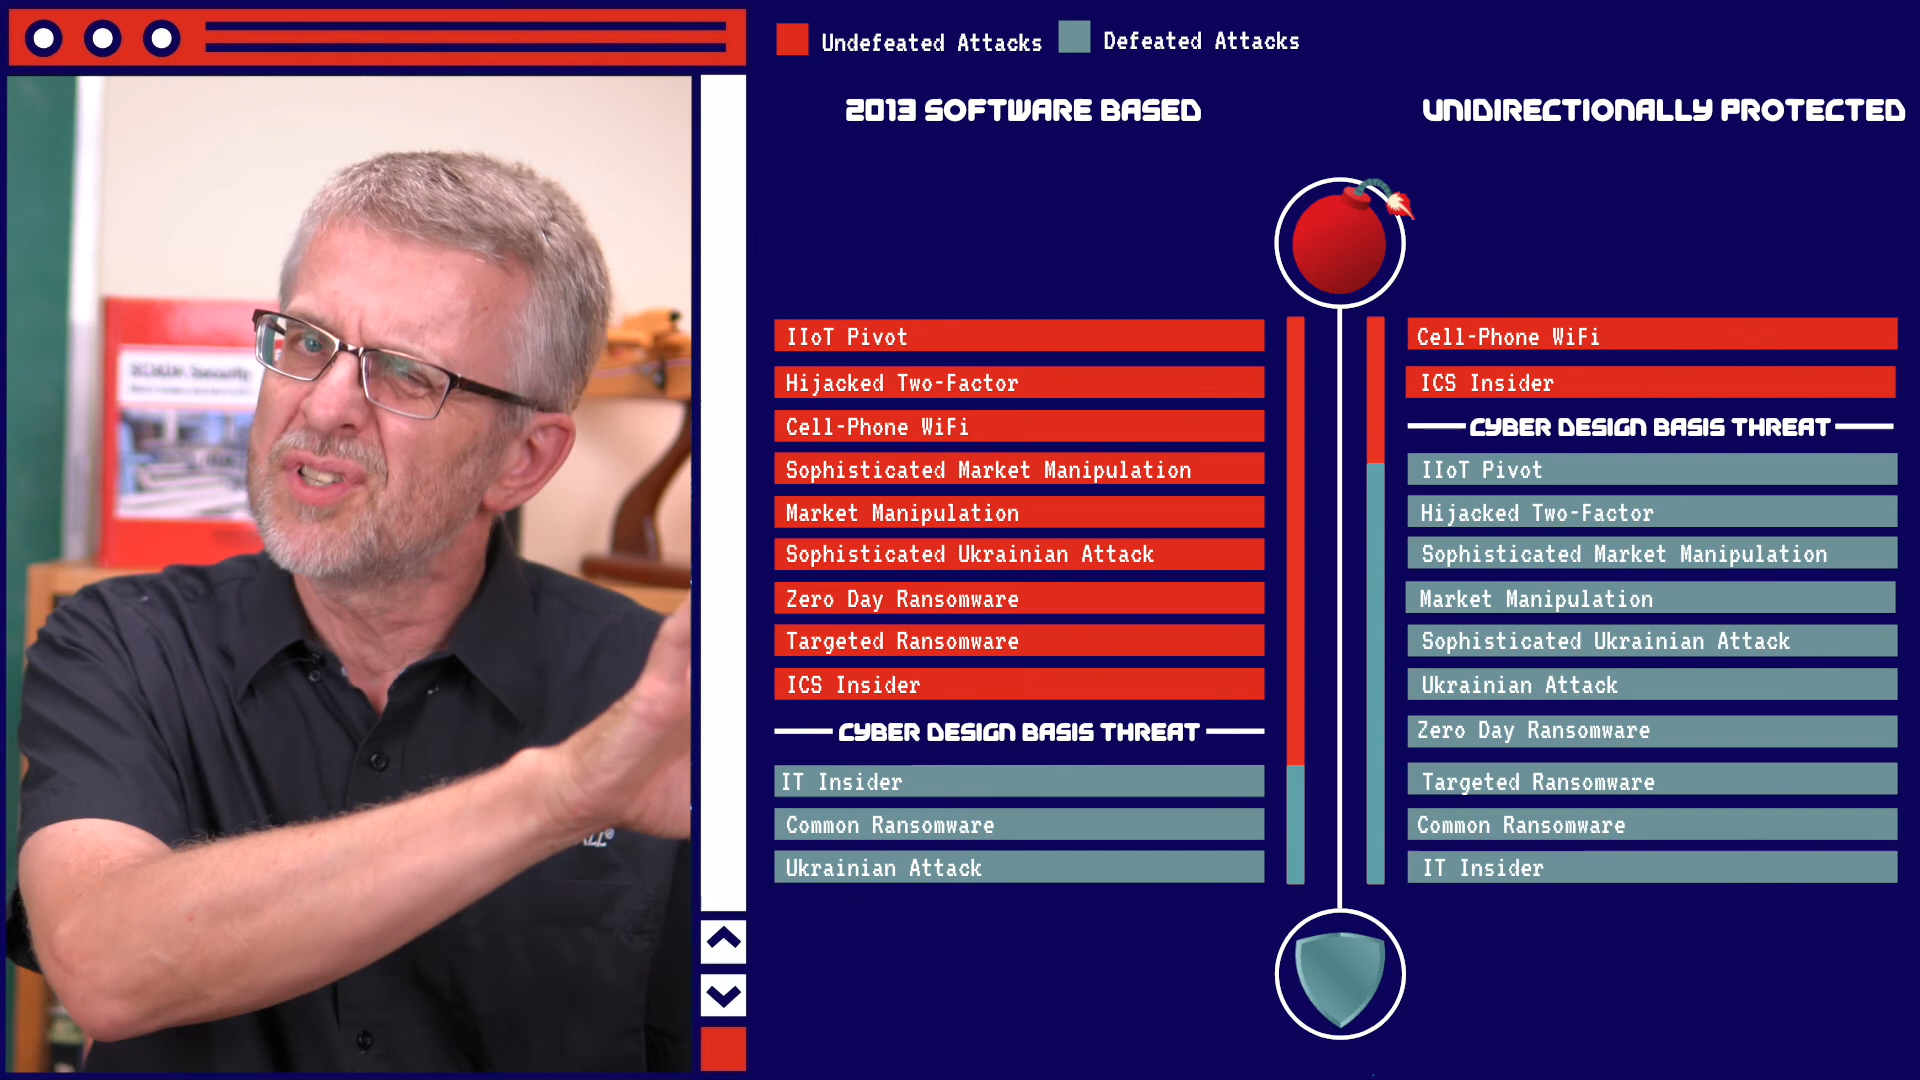 Undefeated Attacks
Defeated Attacks
2013 SOFTWARE BASED
IIoT Pivot
Hijacked Two-Factor
Cell-Phone WiFi
Sophisticated Market Manipulation
Market Manipulation
Sophisticated Ukrainian Attack
Zero Day Ransomware
Targeted Ransomware
ICS Insider
CYBER DESIGN BASIS THREAT
IT Insider
Common Ransomware
Ukrainian Attack
UNIDIRECTIONALLY PROTECTED
Cell-Phone WiFi
ICS Insider
CYBER DESIGN BASIS THREAT
IIoT Pivot
Hijacked Two-Factor
Sophisticated Market Manipulation
Market Manipulation
Sophisticated Ukrainian Attack
Ukrainian Attack
Zero Day Ransomware
Targeted Ransomware
Common Ransomware
IT Insider